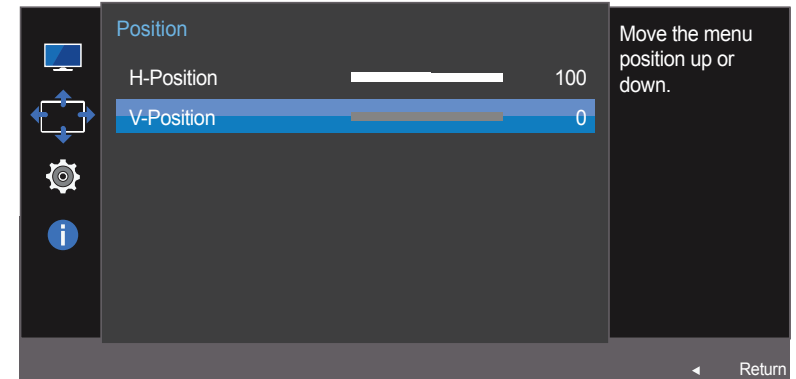 Position
H-Position 100
V-Position 0
Move the menu
position up or
down.
Return